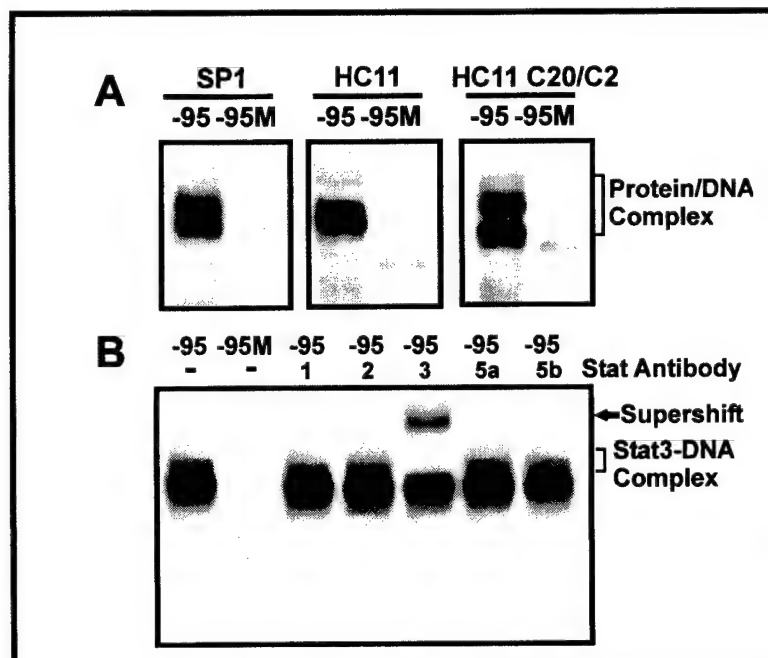 A
SP1 HC11 HC11 C20/C2
-95 -95M -95 -95M -95 -95M
Protein/DNA
Complex
B
-95 -95M -95 -95 -95 -95 -95
- - 1 2 3 5a 5b Stat Antibody
Supershift
Stat3-DNA
Complex